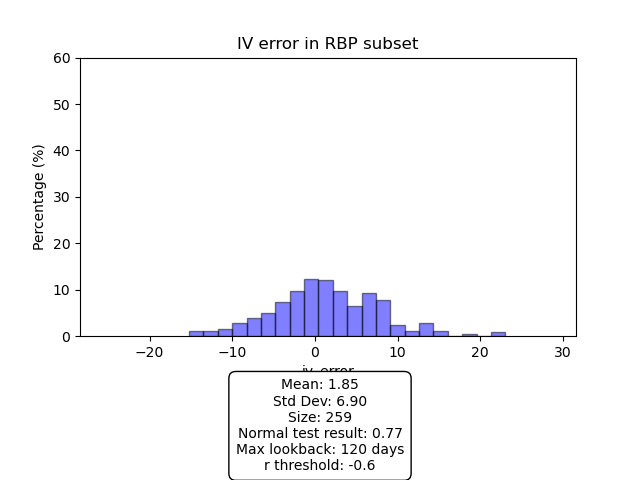 IV error in RBP subset
60
50
40
30
20
10
0
Percentage (%)
−20 −10 0 10 20 30
iv_error
Mean: 1.85
Std Dev: 6.90
Size: 259
Normal test result: 0.77
Max lookback: 120 days
r threshold: -0.6